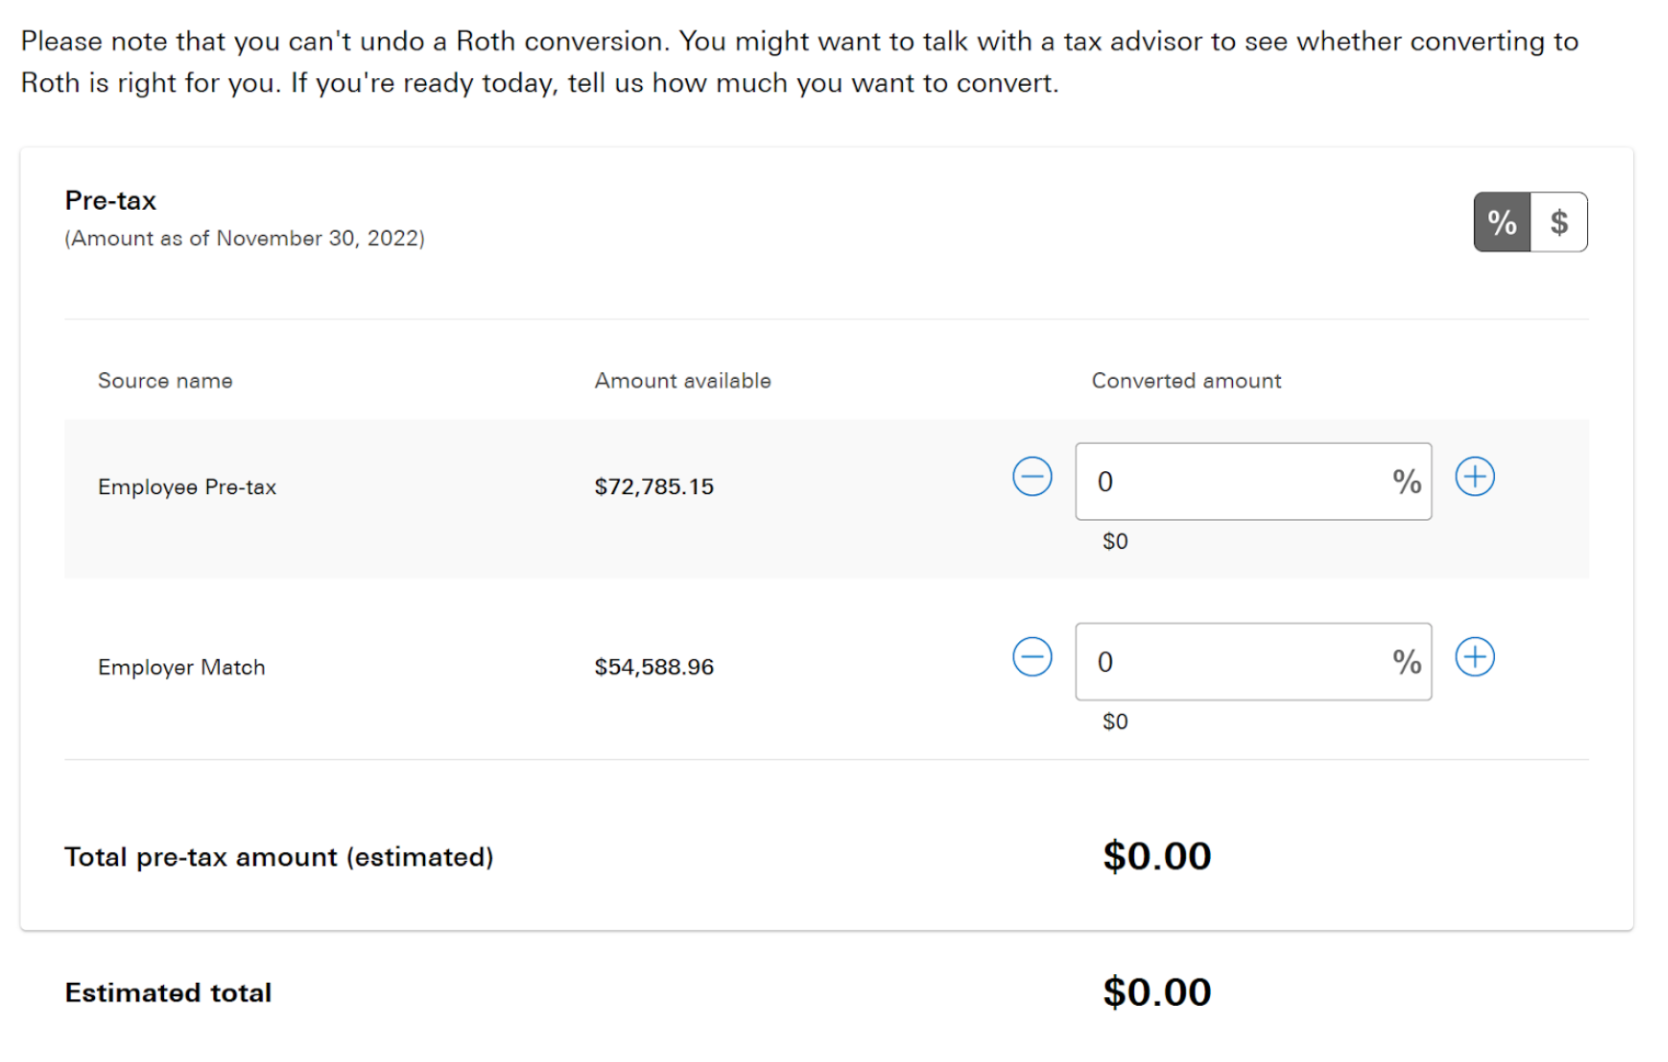 Please note that you can't undo a Roth conversion. You might want to talk with a tax advisor to see whether converting to
Roth is right for you. If you're ready today, tell us how much you want to convert.
Pre-tax
(Amount as of November 30, 2022)
% $
Source name Amount available Converted amount
Employee Pre-tax $72,785.15 0 %
$0
Employer Match $54,588.96 0 %
$0
Total pre-tax amount (estimated) $0.00
Estimated total $0.00